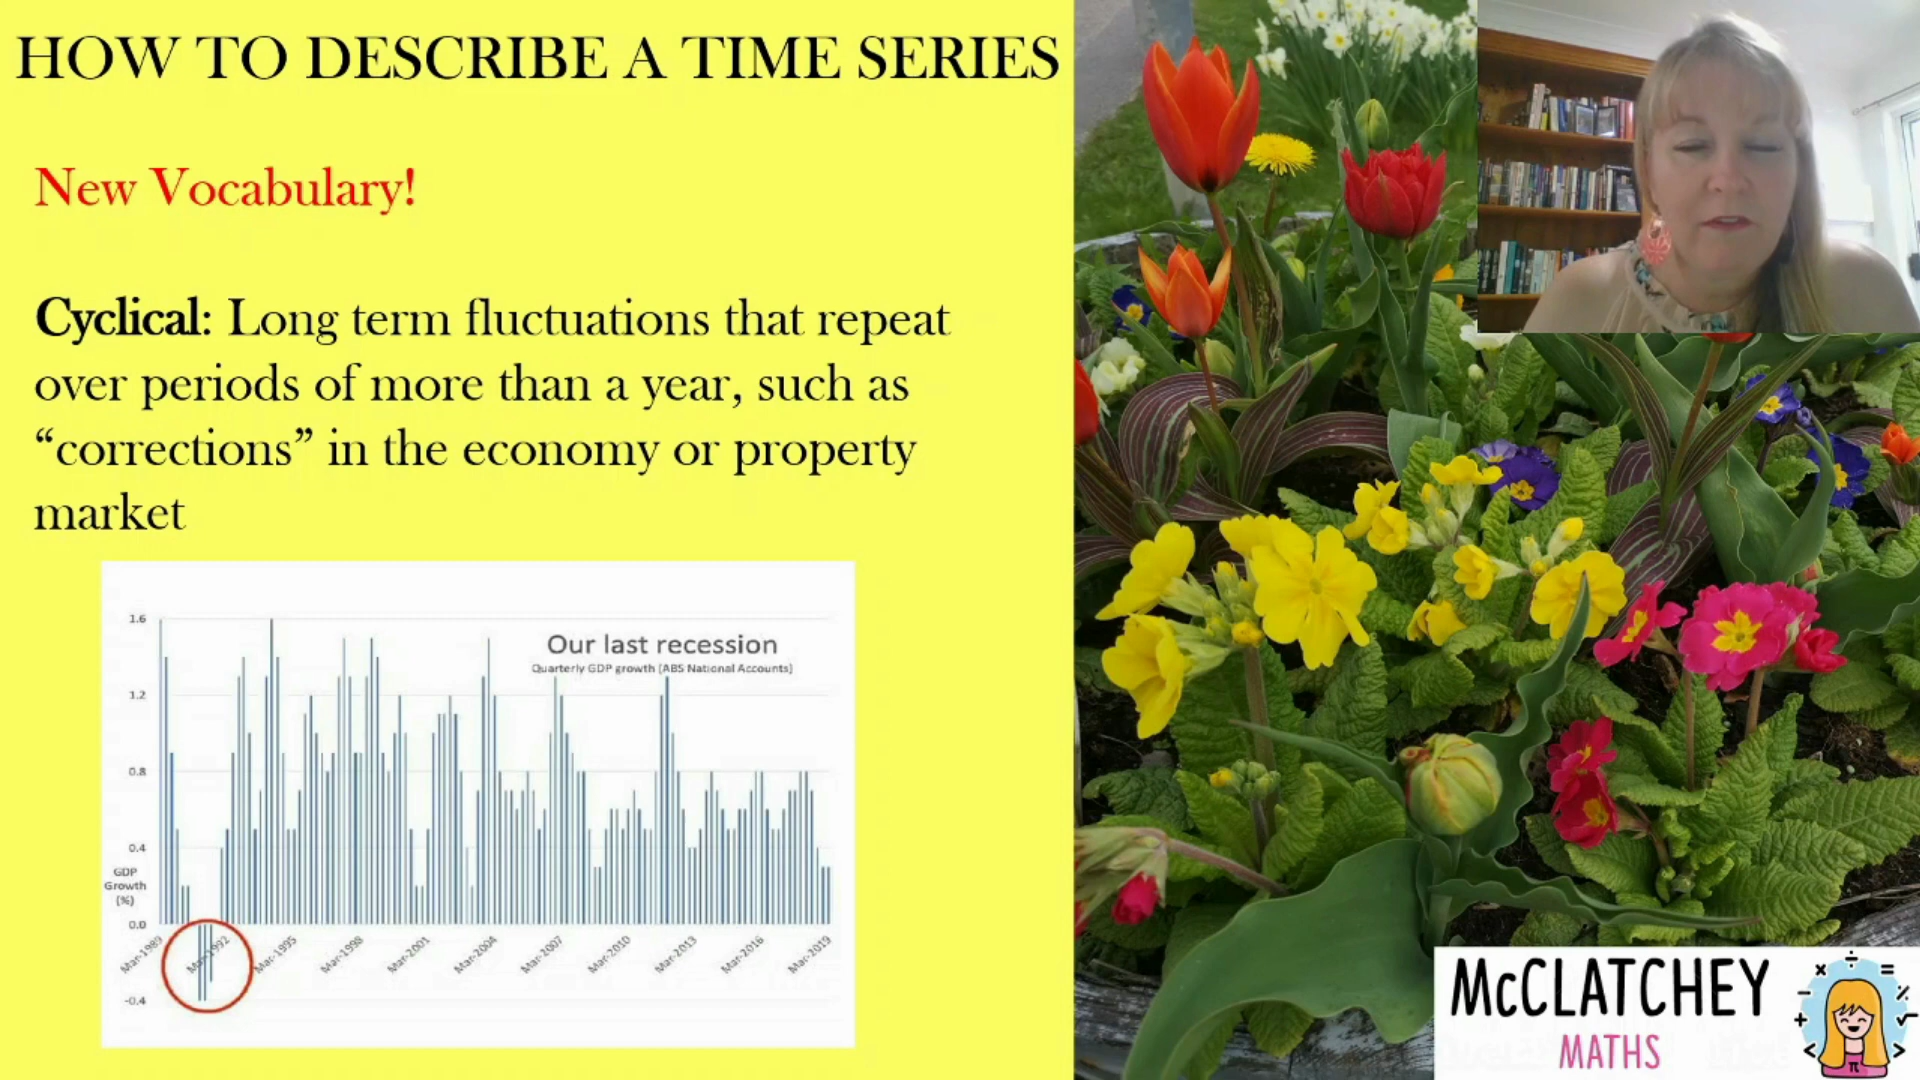 HOW TO DESCRIBE A TIME SERIES
New Vocabulary!
Cyclical: Long term fluctuations that repeat
over periods of more than a year, such as
“corrections” in the economy or property
market
Our last recession
Quarterly GDP growth [ABS National Accounts]
1.6
1.2
0.8
0.4
GDP
Growth
(%)
0.0
-0.4
Mar-1989
Mar-1992
Mar-1995
Mar-1998
Mar-2001
Mar-2004
Mar-2007
Mar-2010
Mar-2013
Mar-2016
Mar-2019
McCLATCHEY
MATHS